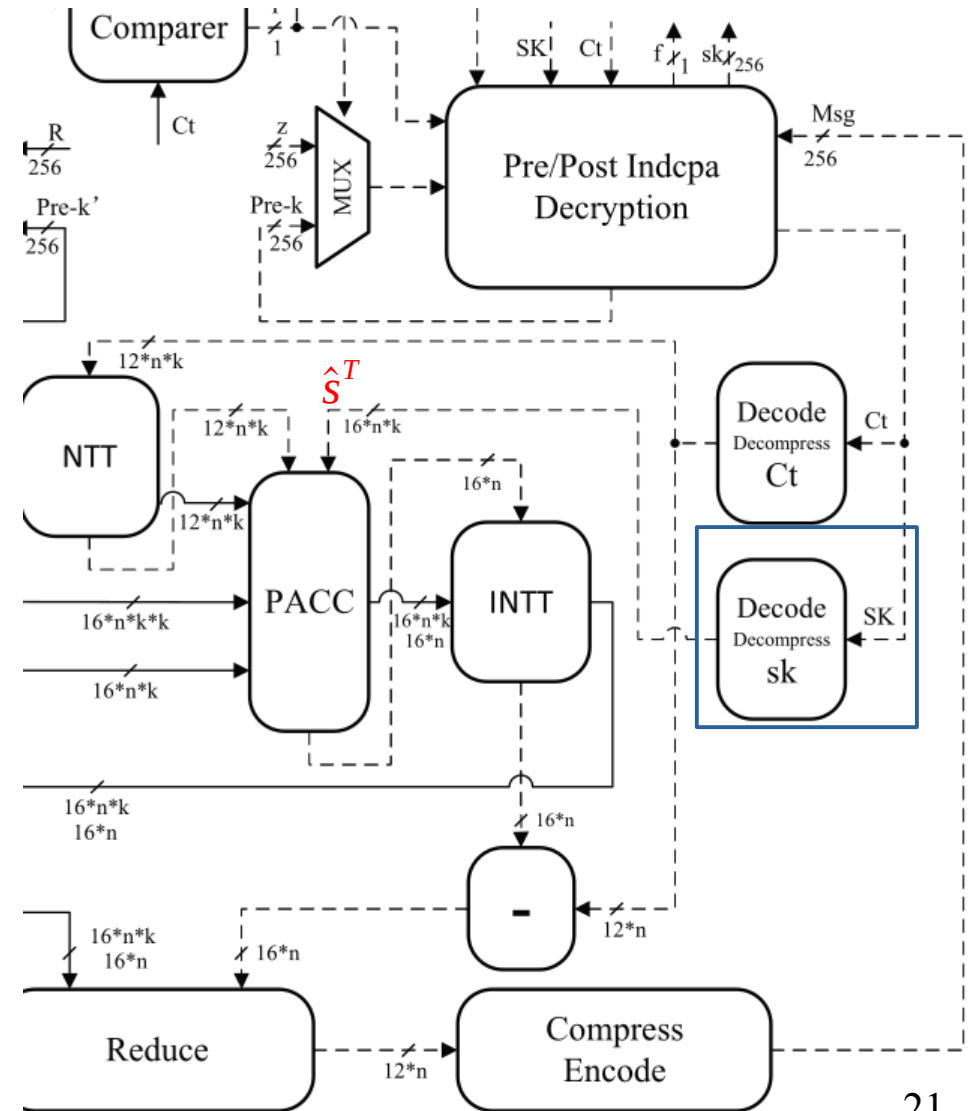 Comparer
1
SK
Ct
f
1
sk
256
Ct
R
256
z
256
Msg
256
MUX
Pre/Post Indcpa
Decryption
Pre-k’
256
Pre-k
256
12*n*k
ŝᵀ
12*n*k
16*n*k
Decode
Decompress
Ct
Ct
NTT
16*n
12*n*k
PACC
INTT
16*n*k*k
16*n*k
16*n
Decode
Decompress
sk
SK
16*n*k
16*n*k
16*n
16*n
-
12*n
16*n*k
16*n
16*n
Reduce
12*n
Compress
Encode
21